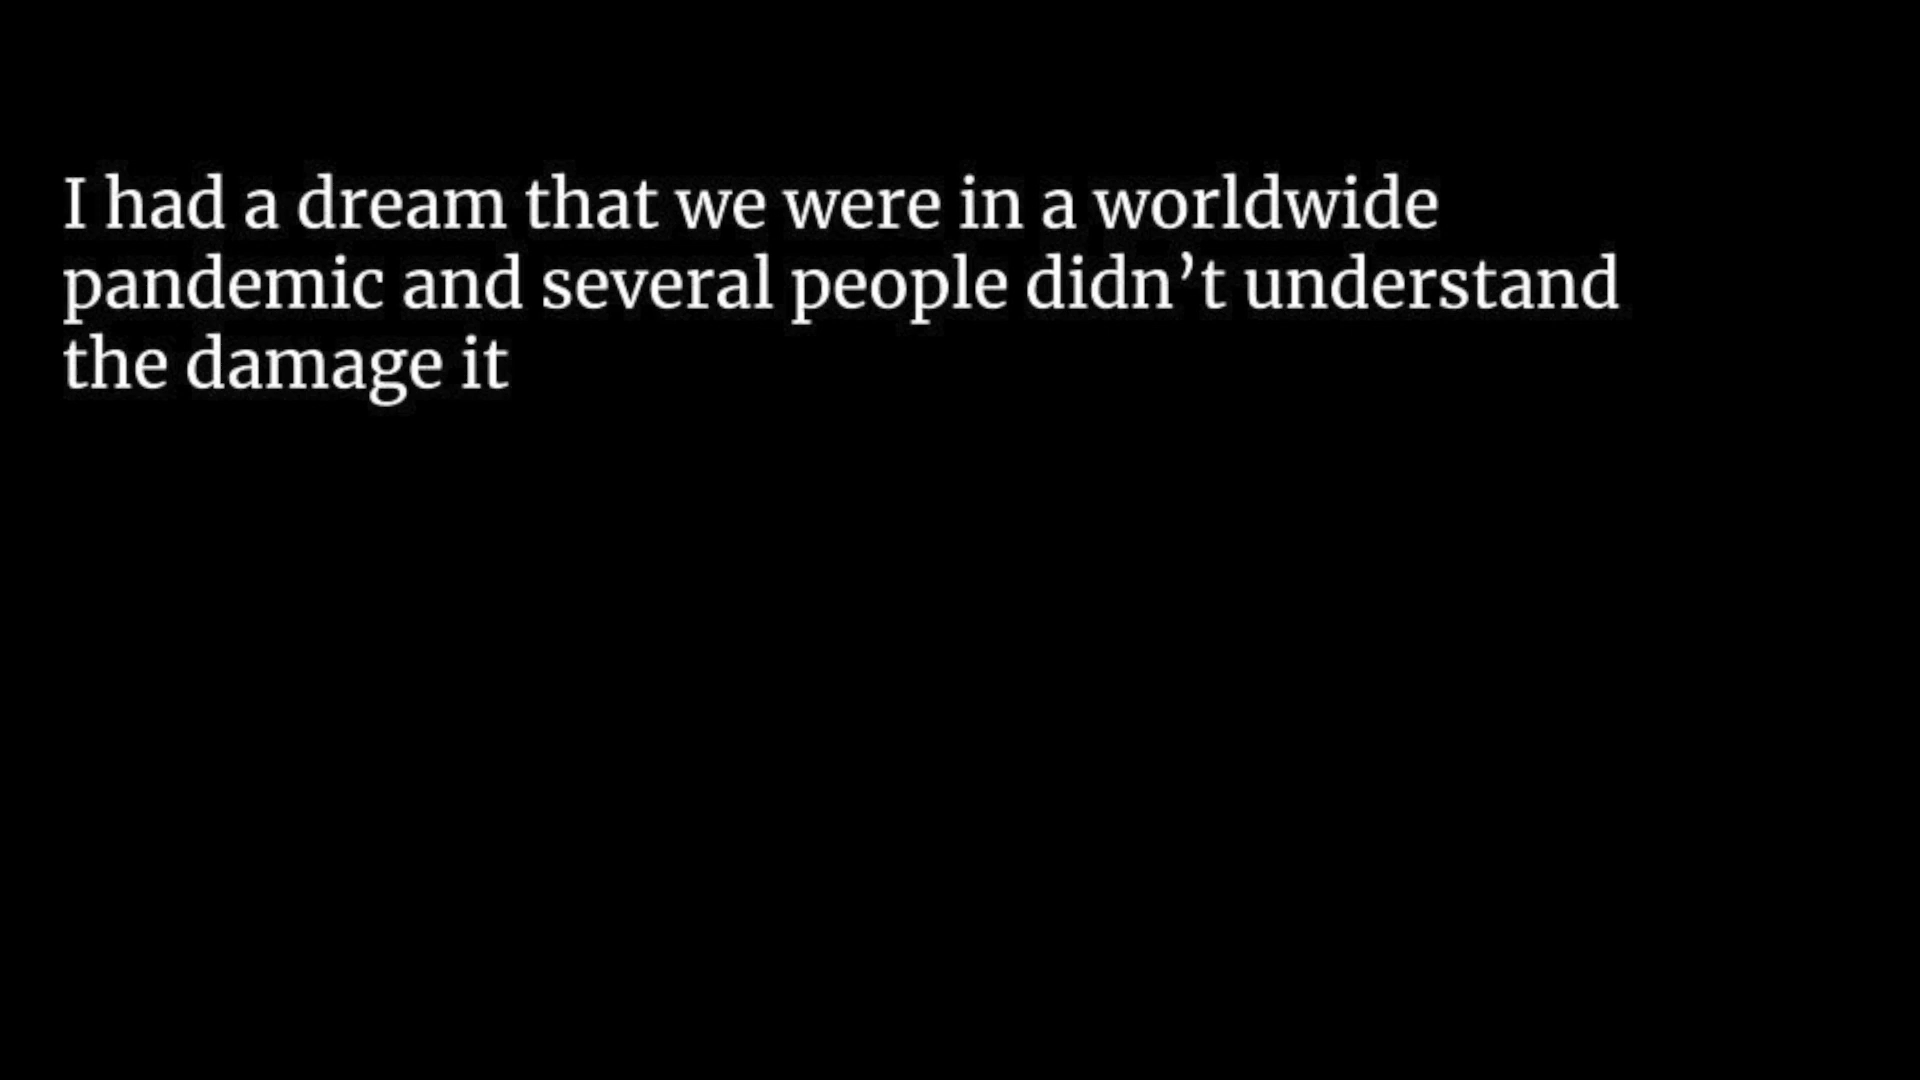 I had a dream that we were in a worldwide
pandemic and several people didn’t understand
the damage it